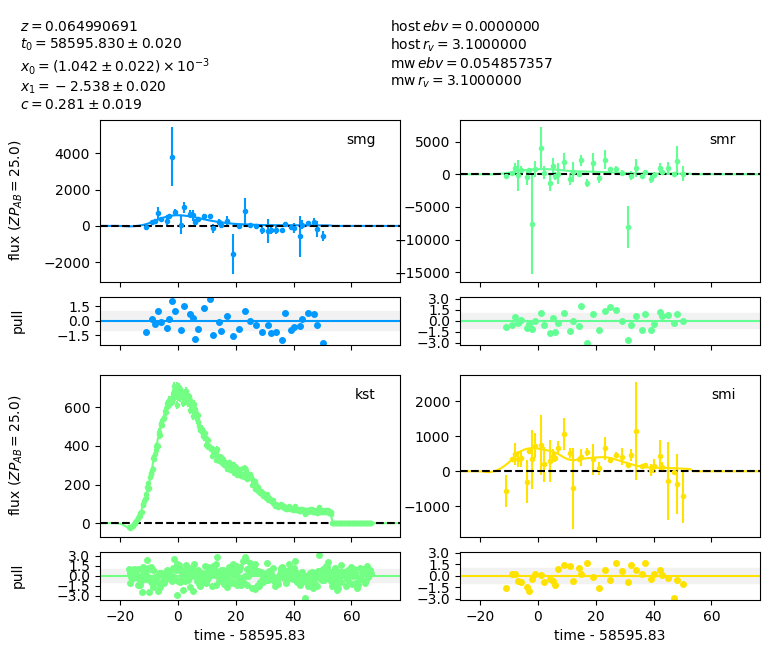 z = 0.064990691
t0 = 58595.830 ± 0.020
x0 = (1.042 ± 0.022) × 10^−3
x1 = −2.538 ± 0.020
c = 0.281 ± 0.019
host ebv = 0.0000000
host rv = 3.1000000
mw ebv = 0.054857357
mw rv = 3.1000000
smg
flux (ZPAB = 25.0)
4000
2000
0
−2000
smr
5000
0
−5000
−10000
−15000
pull
1.5
0.0
−1.5
3.0
1.5
0.0
−1.5
−3.0
kst
flux (ZPAB = 25.0)
600
400
200
0
smi
2000
1000
0
−1000
pull
3.0
1.5
0.0
−1.5
−3.0
−20 0 20 40 60
time - 58595.83
3.0
1.5
0.0
−1.5
−3.0
−20 0 20 40 60
time - 58595.83